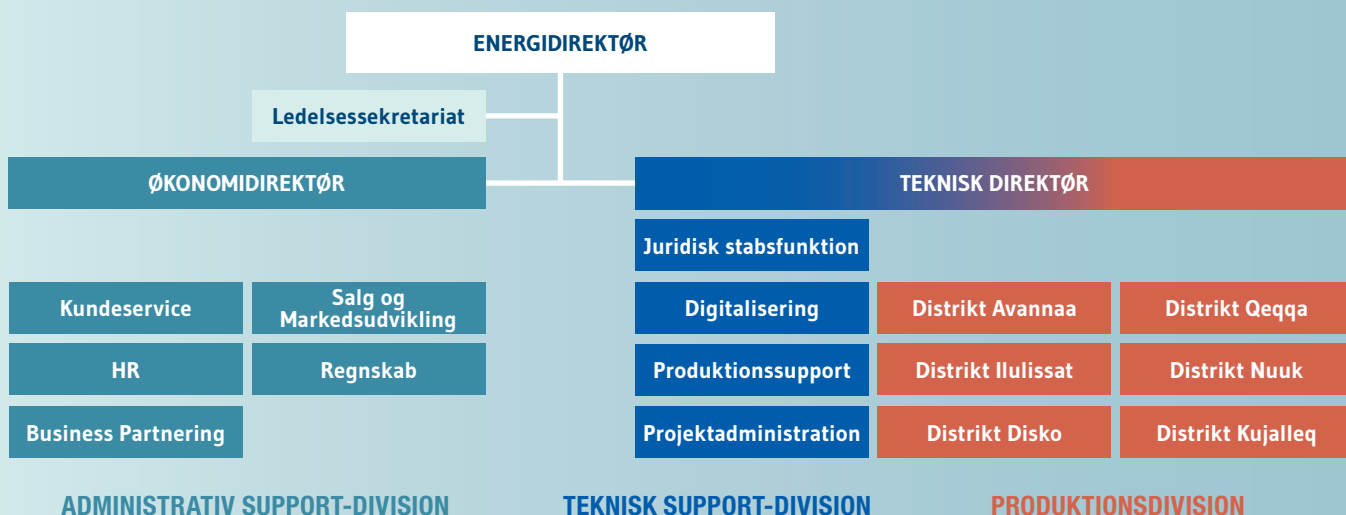 ENERGIDIREKTØR
Ledelsessekretariat
ØKONOMIDIREKTØR
TEKNISK DIREKTØR
Juridisk stabsfunktion
Kundeservice
Salg og
Markedsudvikling
Digitalisering
Distrikt Avannaa
Distrikt Qeqqa
HR
Regnskab
Produktionssupport
Distrikt Ilulissat
Distrikt Nuuk
Business Partnering
Projektadministration
Distrikt Disko
Distrikt Kujalleq
ADMINISTRATIV SUPPORT-DIVISION
TEKNISK SUPPORT-DIVISION
PRODUKTIONSDIVISION